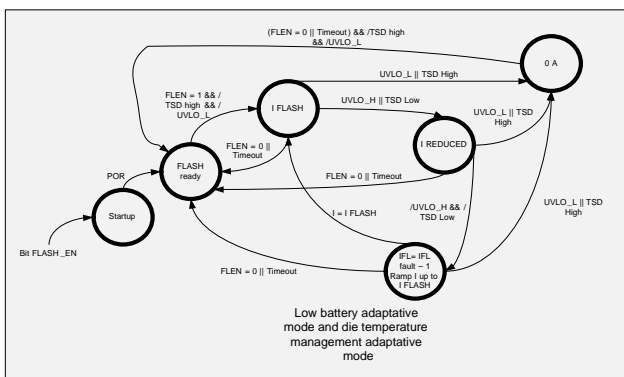 (FLEN = 0 || Timeout) && /TSD high
&& /UVLO_L
0 A
UVLO_L || TSD High
FLEN = 1 && /
TSD high && /
UVLO_L
I FLASH
UVLO_H || TSD Low
UVLO_L || TSD
High
I REDUCED
FLEN = 0 ||
Timeout
FLASH
ready
POR
FLEN = 0 || Timeout
Startup
I = I FLASH
/UVLO_H && /
TSD Low
UVLO_L || TSD
High
Bit FLASH_EN
FLEN = 0 || Timeout
IFL= IFL
fault – 1
Ramp I up to
I FLASH
Low battery adaptative
mode and die temperature
management adaptative
mode